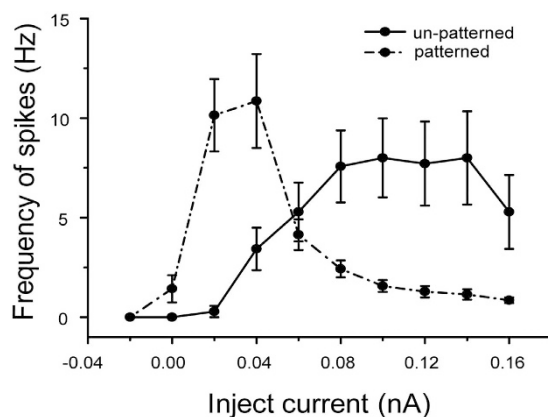 15
un-patterned
patterned
Frequency of spikes (Hz)
10
5
0
-0.04 0.00 0.04 0.08 0.12 0.16
Inject current (nA)